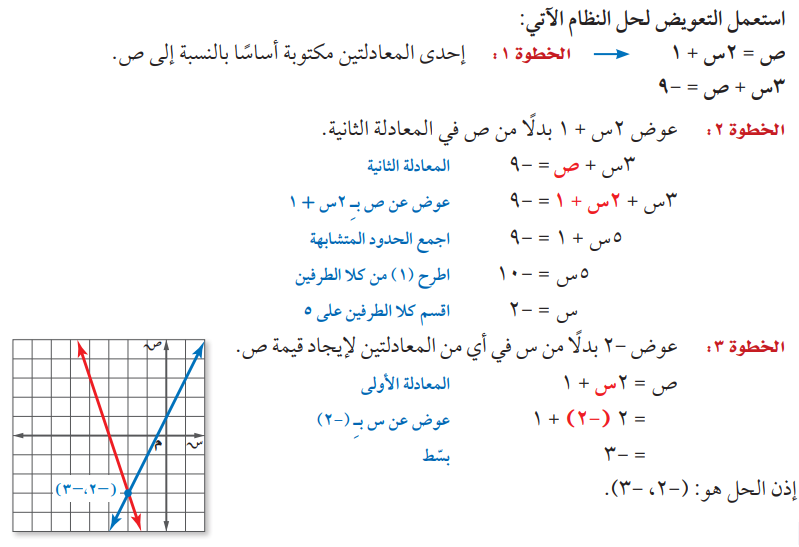 استعمل التعويض لحل النظام الآتي:
ص = ٢س + ١ ← الخطوة ١: إحدى المعادلتين مكتوبة أساسًا بالنسبة إلى ص.
٣س + ص = –٩
الخطوة ٢: عوض ٢س + ١ بدلًا من ص في المعادلة الثانية.
٣س + ص = –٩ المعادلة الثانية
٣س + ٢س + ١ = –٩ عوض عن ص بـِ ٢س + ١
٥س + ١ = –٩ اجمع الحدود المتشابهة
٥س = –١٠ اطرح (١) من كلا الطرفين
س = –٢ اقسم كلا الطرفين على ٥
الخطوة ٣: عوض –٢ بدلًا من س في أي من المعادلتين لإيجاد قيمة ص.
ص = ٢س + ١ المعادلة الأولى
= ٢ (–٢) + ١ عوض عن س بـِ (–٢)
= –٣ بسّط
إذن الحل هو: (–٢، –٣).
ص
س
م
(–٢، –٣)